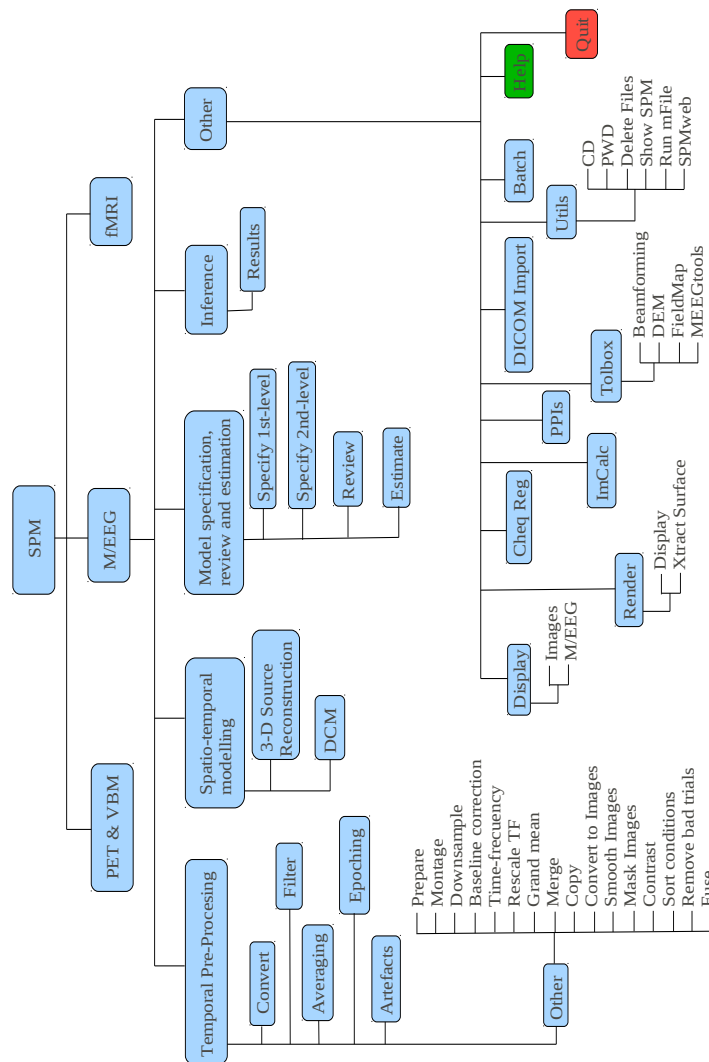 SPM
PET & VBM
M/EEG
fMRI
Temporal Pre-Procesing
Spatio-temporal
modelling
Model specification,
review and estimation
Inference
Other
Convert
Filter
Averaging
Epoching
Artefacts
Other
Prepare
Montage
Downsample
Baseline correction
Time-frecuency
Rescale TF
Grand mean
Merge
Copy
Convert to Images
Smooth Images
Mask Images
Contrast
Sort conditions
Remove bad trials
Fuse
3-D Source
Reconstruction
DCM
Specify 1st-level
Specify 2nd-level
Review
Estimate
Results
Display
Images
M/EEG
Render
Display
Xtract Surface
Cheq Reg
ImCalc
PPIs
Tolbox
Beamforming
DEM
FieldMap
MEEGtools
DICOM Import
Utils
CD
PWD
Delete Files
Show SPM
Run mFile
SPMweb
Batch
Help
Quit